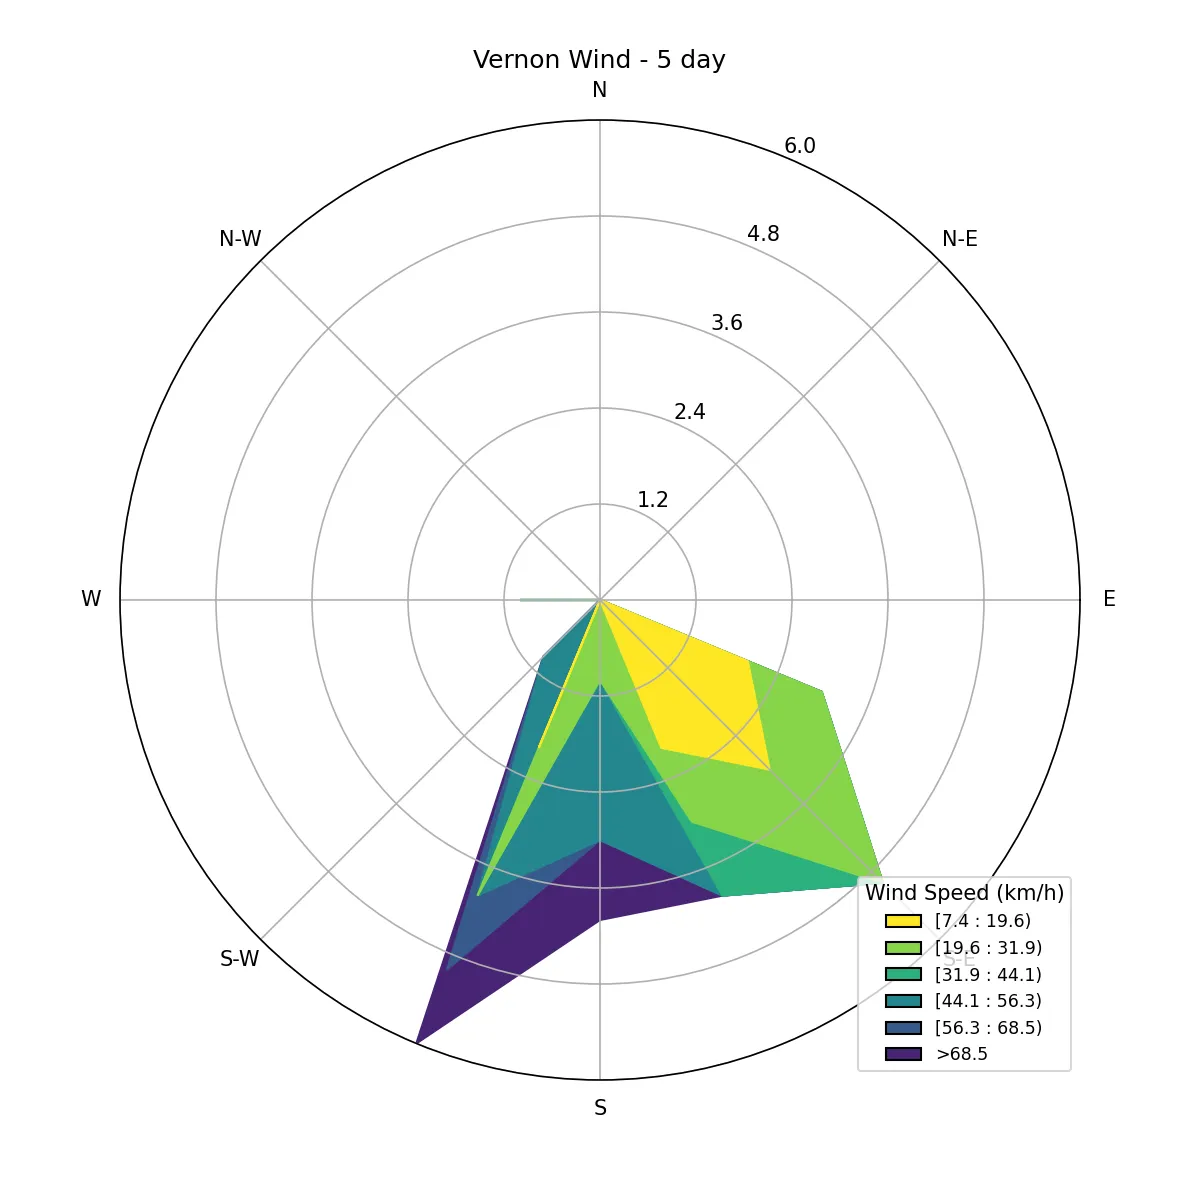 Vernon Wind - 5 day
N
6.0
N-W
4.8
N-E
3.6
2.4
1.2
W
E
Wind Speed (km/h)
[7.4 : 19.6)
[19.6 : 31.9)
S-W
S-E
[31.9 : 44.1)
[44.1 : 56.3)
[56.3 : 68.5)
>68.5
S